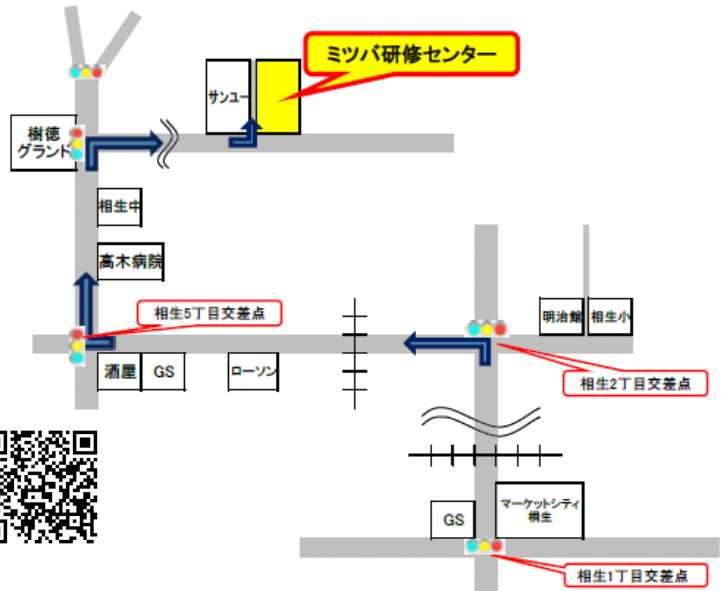 ミツバ研修センター
サンユー
樹徳
グランド
相生中
高木病院
相生5丁目交差点
明治館
相生小
酒屋
GS
ローソン
相生2丁目交差点
マーケットシティ
桐生
GS
相生1丁目交差点